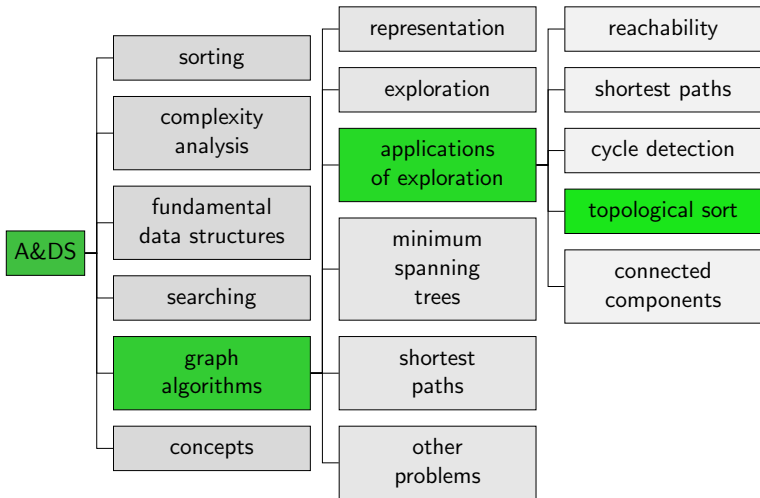 A&DS
sorting
complexity
analysis
fundamental
data structures
searching
graph
algorithms
concepts
representation
exploration
applications
of exploration
minimum
spanning
trees
shortest
paths
other
problems
reachability
shortest paths
cycle detection
topological sort
connected
components